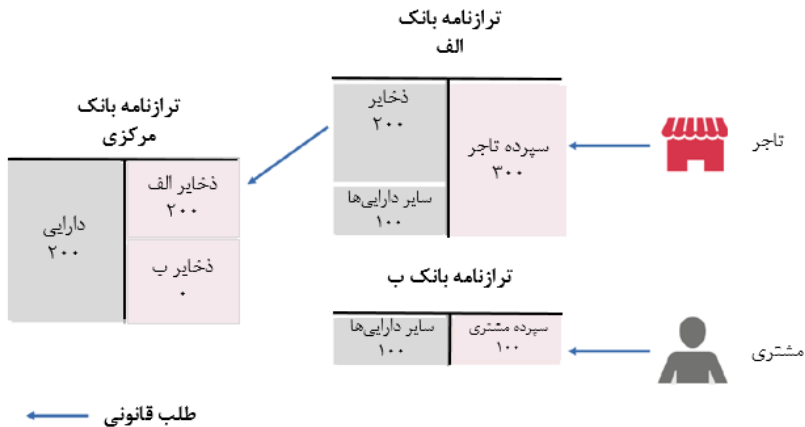 ترازنامه بانک
الف
ذخایر
۲۰۰
سپرده تاجر
۳۰۰
سایر دارایی‌ها
۱۰۰
تاجر
ترازنامه بانک
مرکزی
دارایی
۲۰۰
ذخایر الف
۲۰۰
ذخایر ب
۰
ترازنامه بانک ب
سپرده مشتری
۱۰۰
سایر دارایی‌ها
۱۰۰
مشتری
طلب قانونی